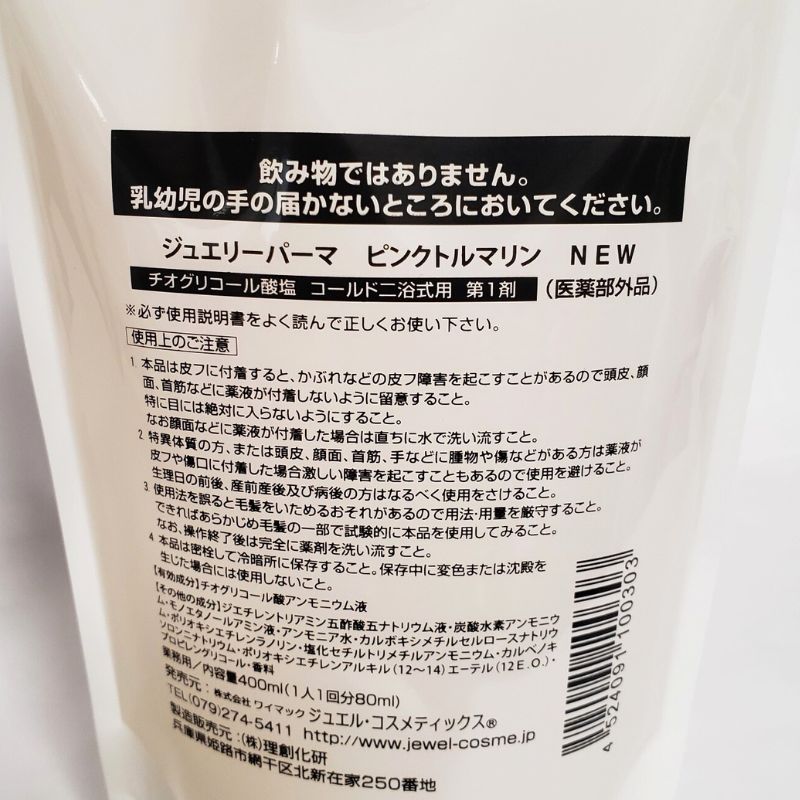 飲み物ではありません。
乳幼児の手の届かないところにおいてください。
ジュエリーパーマ ピンクトルマリン NEW
チオグリコール酸塩 コールド二浴式用 第1剤 (医薬部外品)
※必ず使用説明書をよく読んで正しくお使い下さい。
使用上のご注意
1 本品は皮フに付着すると、かぶれなどの皮フ障害を起こすことがあるので頭皮、顔
面、首筋などに薬液が付着しないように留意すること。
特に目には絶対に入らないようにすること。
なお顔面などに薬液が付着した場合は直ちに水で洗い流すこと。
2. 特異体質の方、または頭皮、顔面、首筋、手などに腫物や傷などがある方は薬液が
皮フや傷口に付着した場合激しい障害を起こすこともあるので使用を避けること。
生理日の前後、産前産後及び病後の方はなるべく使用をさけること。
3. 使用法を誤ると毛髪をいためるおそれがあるので用法・用量を厳守すること。
できればあらかじめ毛髪の一部で試験的に本品を使用してみること。
なお、操作終了後は完全に薬剤を洗い流すこと。
4 本品は密栓して冷暗所に保存すること。保存中に変色または沈殿を
生じた場合には使用しないこと。
【有効成分】チオグリコール酸アンモニウム液
【その他の成分】ジエチレントリアミン五酢酸五ナトリウム液・炭酸水素アンモニウ
ム・モノエタノールアミン液・アンモニア水・カルボキシメチルセルロースナトリウ
ム・ポリオキシエチレンラノリン・塩化セチルトリメチルアンモニウム・カルベノキ
ソロン二ナトリウム・ポリオキシエチレンアルキル(12〜14)エーテル(12E.O.)・
プロピレングリコール・香料
業務用/内容量400ml(1人1回分80ml)
発売元:株式会社 ワイマック ジュエル・コスメティックス®
TEL(079)274-5411 http://www.jewel-cosme.jp
製造販売元:(株)理創化研
兵庫県姫路市網干区北新在家250番地
4 524091 100303